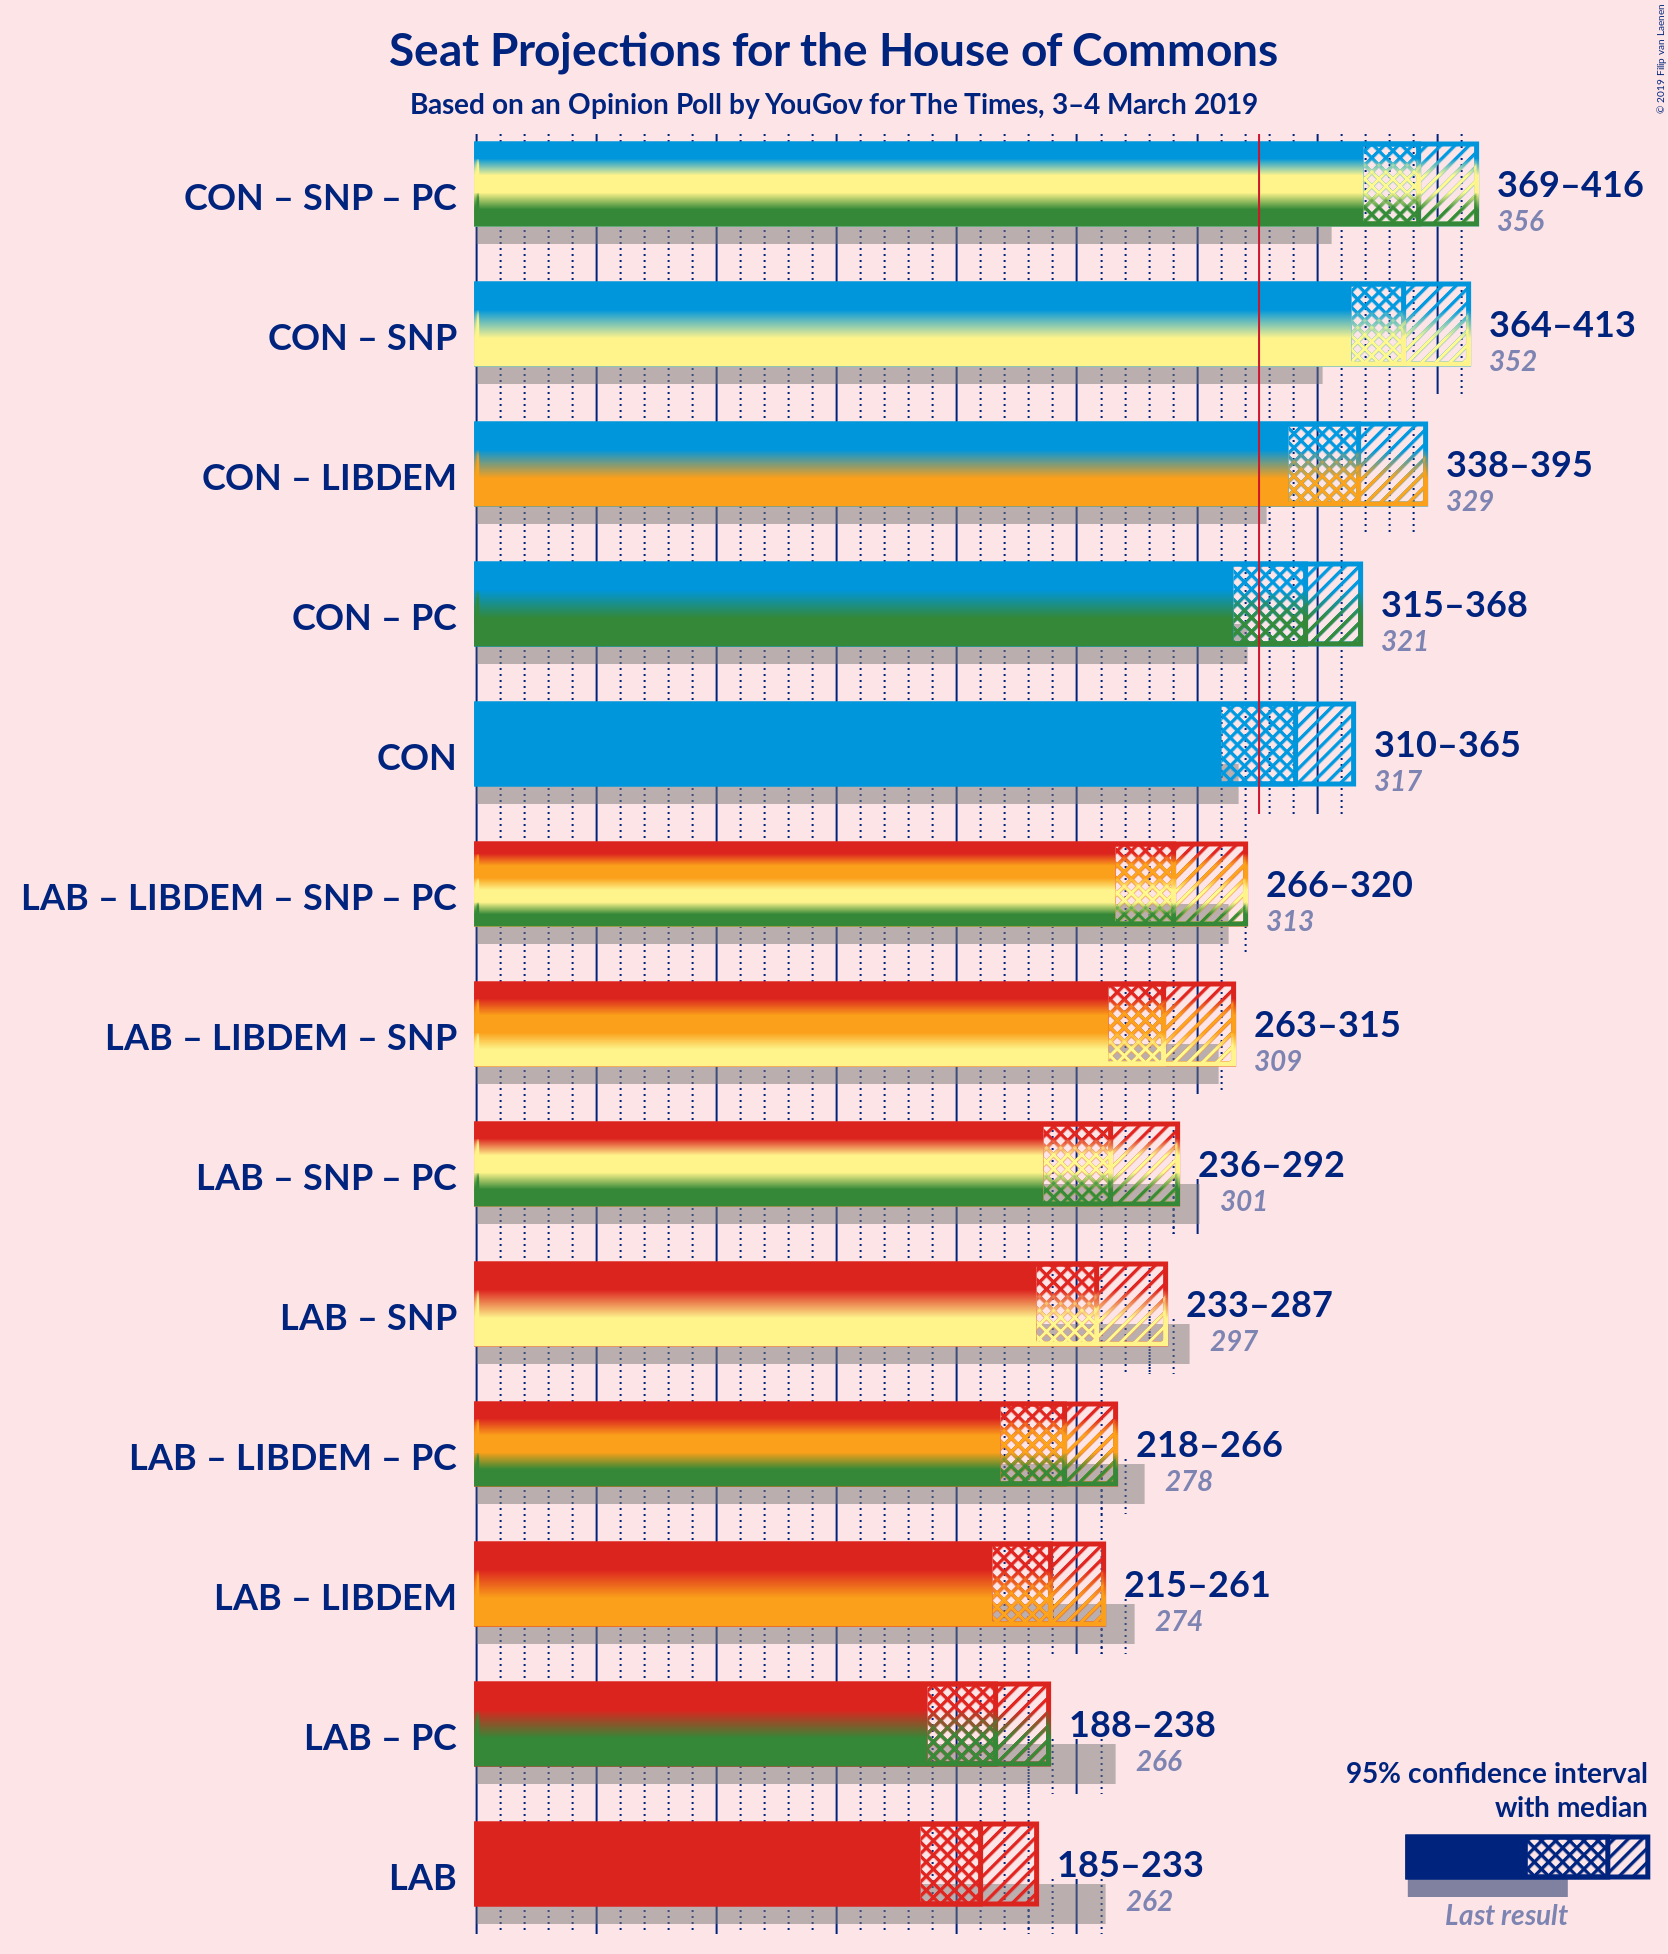 Seat Projections for the House of Commons
Based on an Opinion Poll by YouGov for The Times, 3–4 March 2019
© 2019 Filip van Laenen
CON – SNP – PC
369–416
356
CON – SNP
364–413
352
CON – LIBDEM
338–395
329
CON – PC
315–368
321
CON
310–365
317
LAB – LIBDEM – SNP – PC
266–320
313
LAB – LIBDEM – SNP
263–315
309
LAB – SNP – PC
236–292
301
LAB – SNP
233–287
297
LAB – LIBDEM – PC
218–266
278
LAB – LIBDEM
215–261
274
LAB – PC
188–238
266
LAB
185–233
262
95% confidence interval
with median
Last result